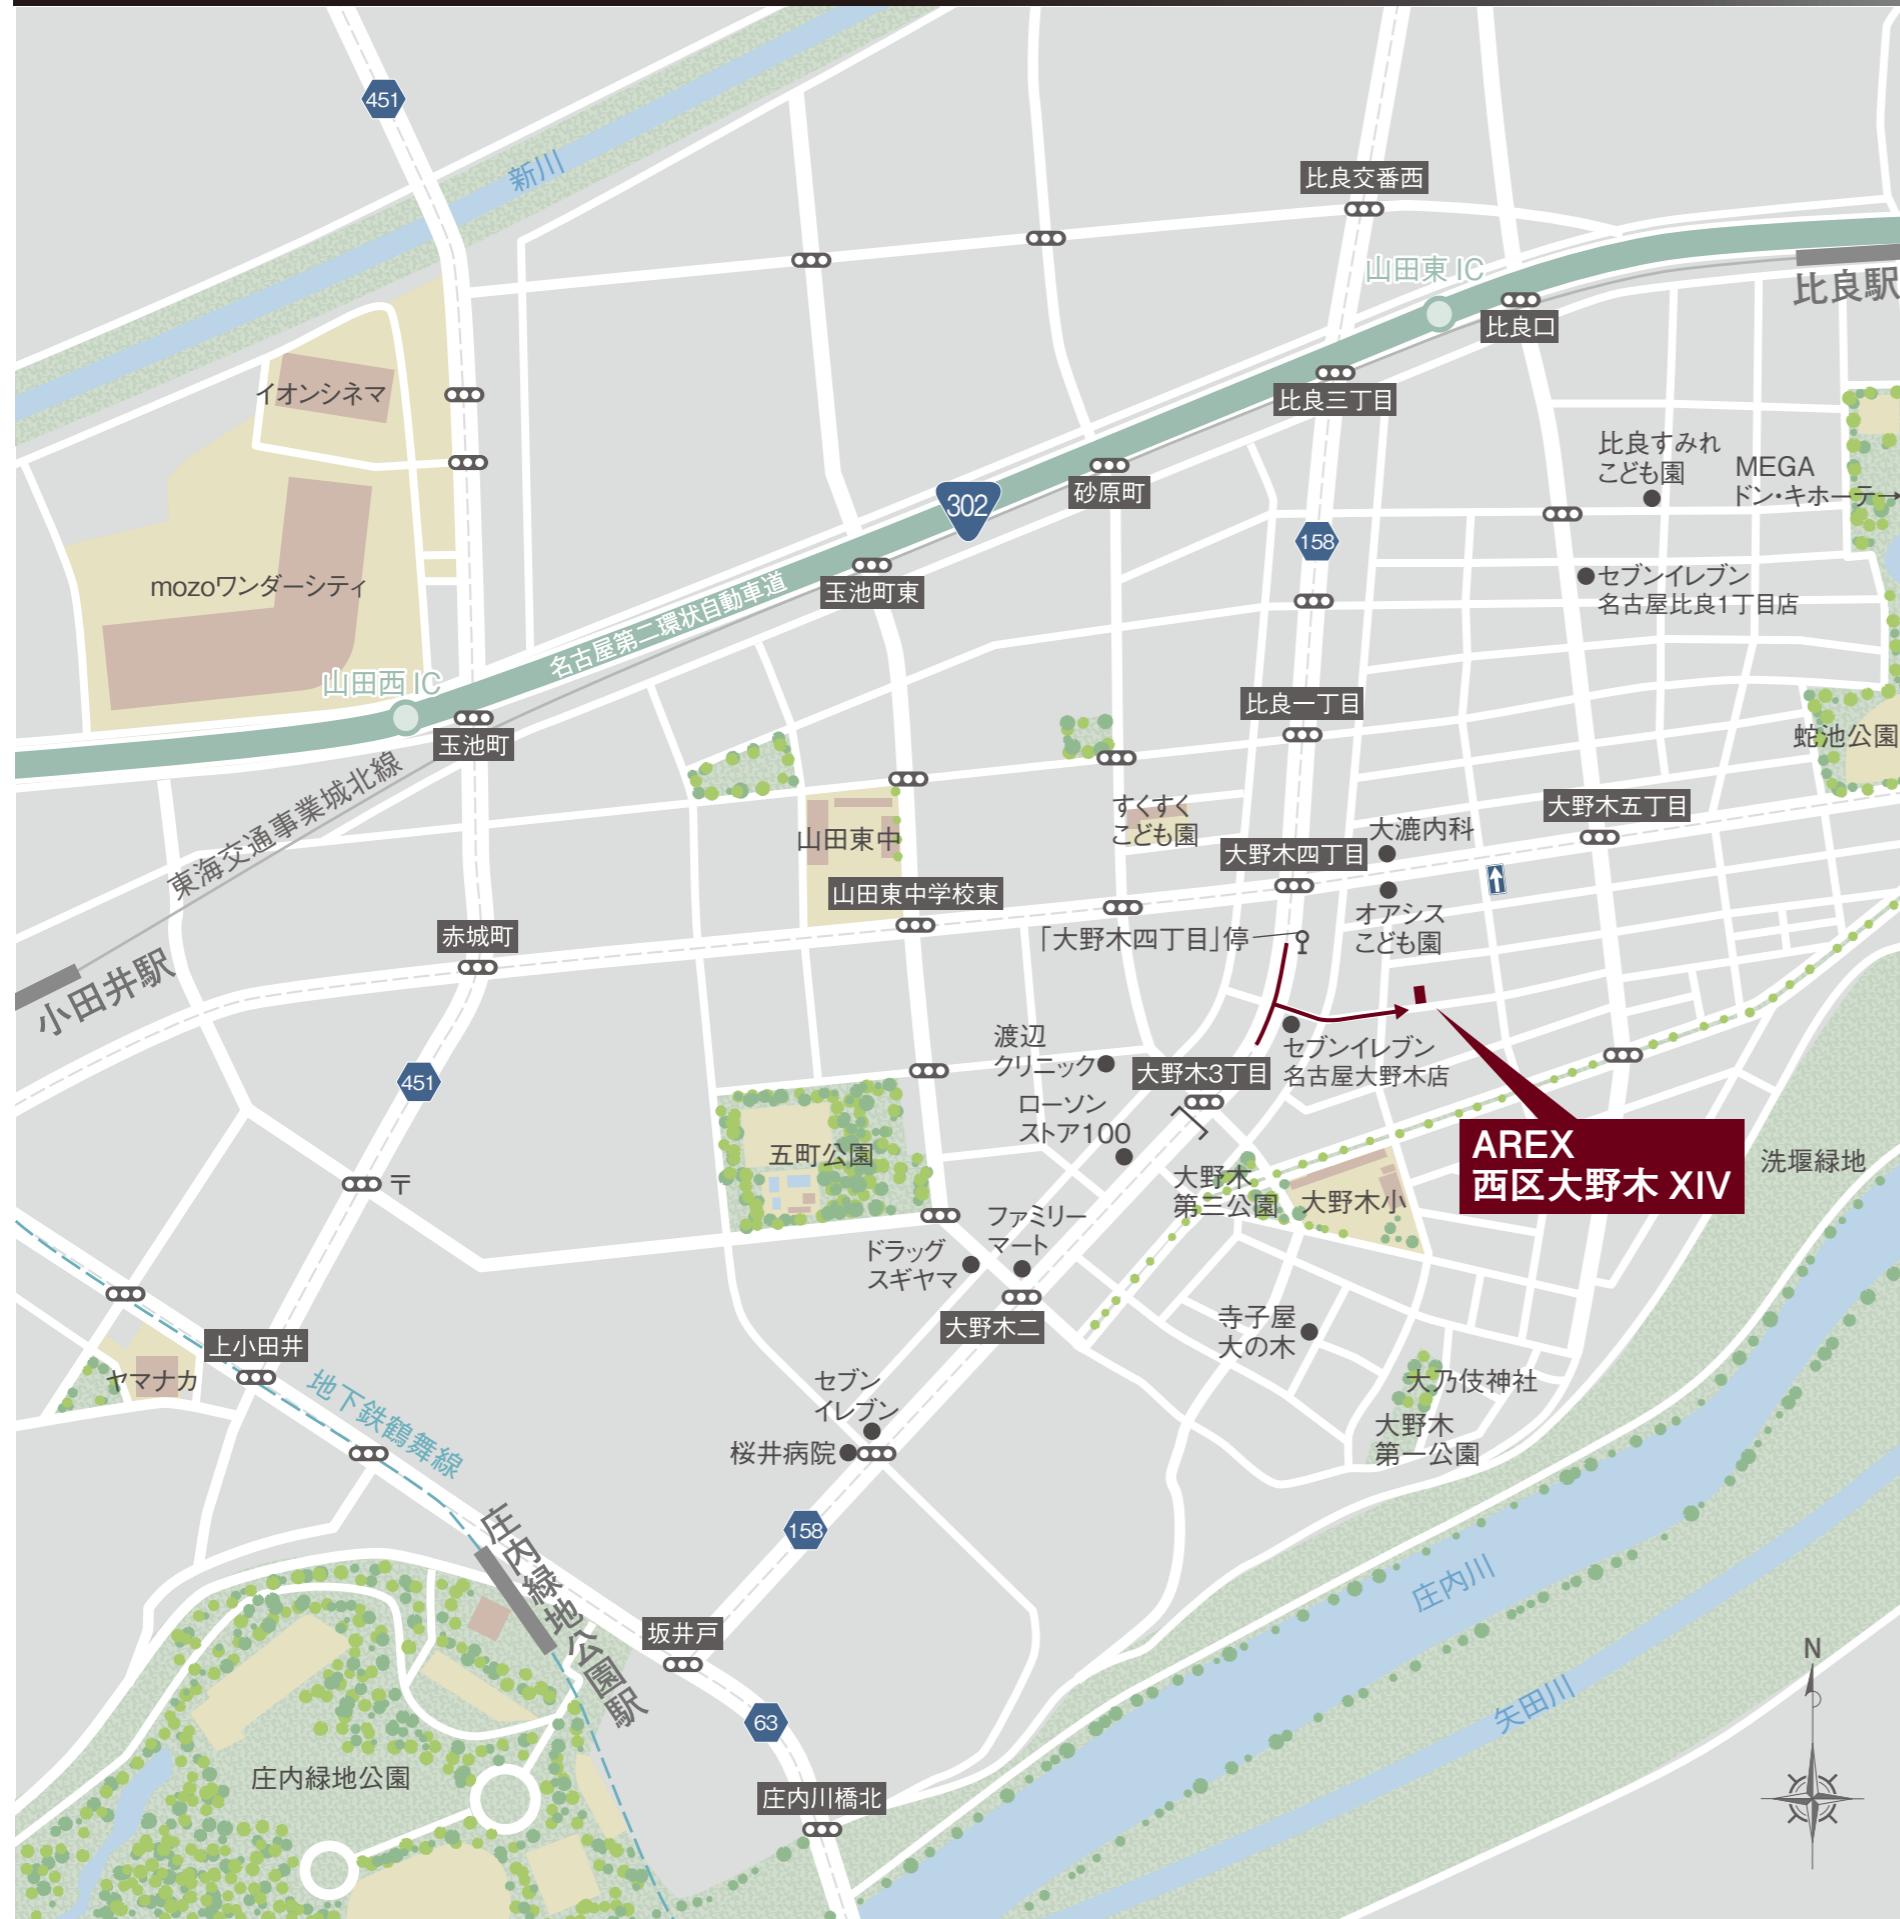 451
新川
比良交番西
山田東 IC
比良駅
比良口
イオンシネマ
比良三丁目
比良すみれ
こども園
MEGA
ドン・キホーテ→
砂原町
302
158
mozoワンダーシティ
玉池町東
セブンイレブン
名古屋比良1丁目店
名古屋第二環状自動車道
山田西 IC
玉池町
比良一丁目
蛇池公園
東海交通事業城北線
すくすく
こども園
大野木五丁目
山田東中
大漉内科
大野木四丁目
山田東中学校東
オアシス
こども園
赤城町
「大野木四丁目」停
小田井駅
渡辺
クリニック
セブンイレブン
名古屋大野木店
大野木3丁目
451
ローソン
ストア100
五町公園
AREX
西区大野木 XIV
洗堰緑地
〒
大野木
第三公園
大野木小
ファミリー
マート
ドラッグ
スギヤマ
大野木二
寺子屋
大の木
上小田井
ヤマナカ
地下鉄鶴舞線
セブン
イレブン
大乃伎神社
大野木
第一公園
桜井病院
158
庄内緑地公園駅
庄内川
坂井戸
N
矢田川
63
庄内緑地公園
庄内川橋北